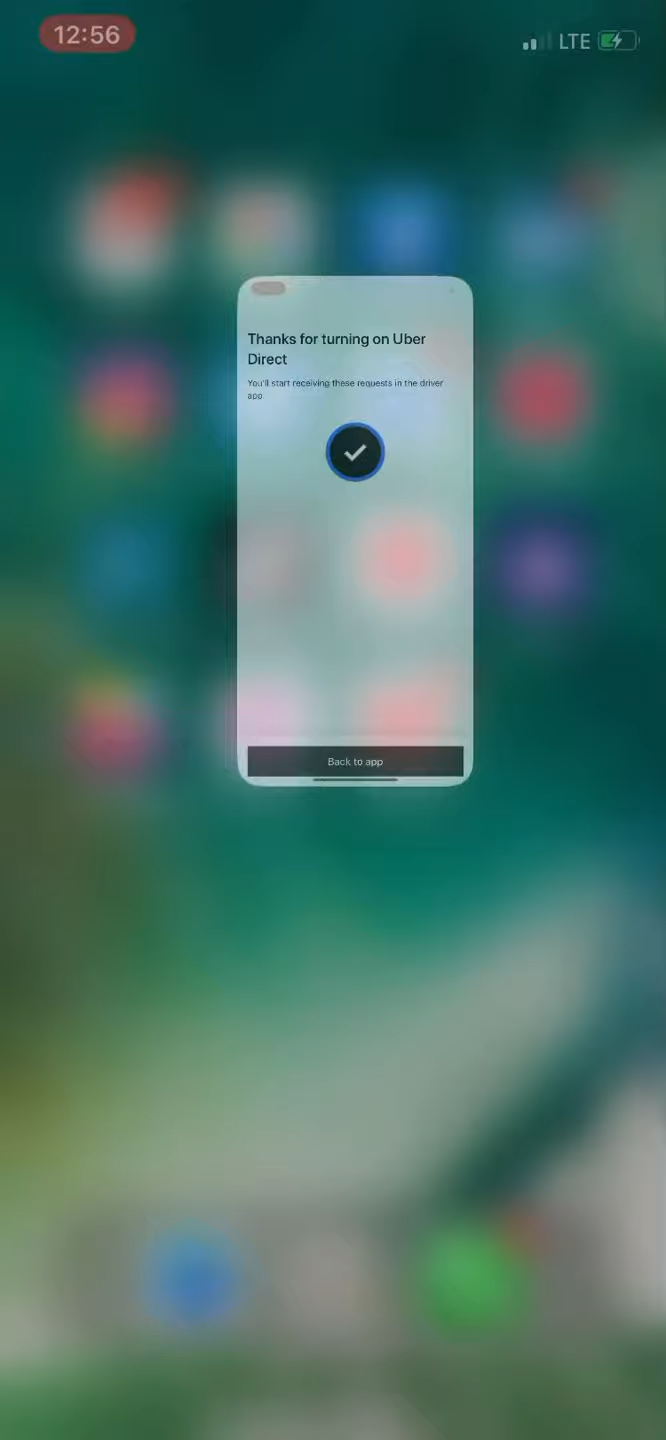 12:56
LTE
Thanks for turning on Uber
Direct
You'll start receiving these requests in the driver
app.
Back to app